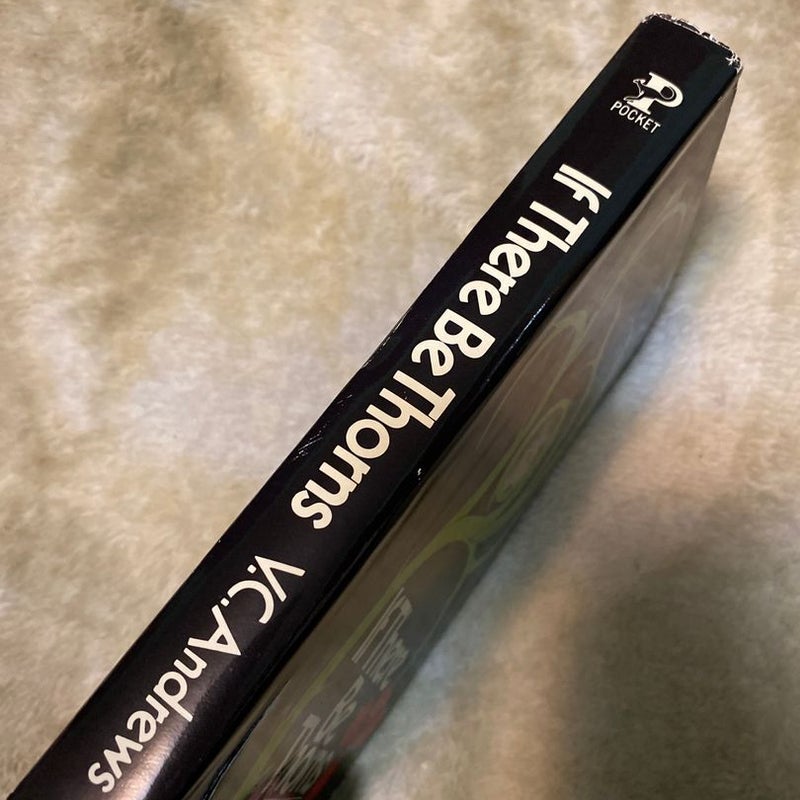 P
POCKET
If There Be Thorns V.C. Andrews